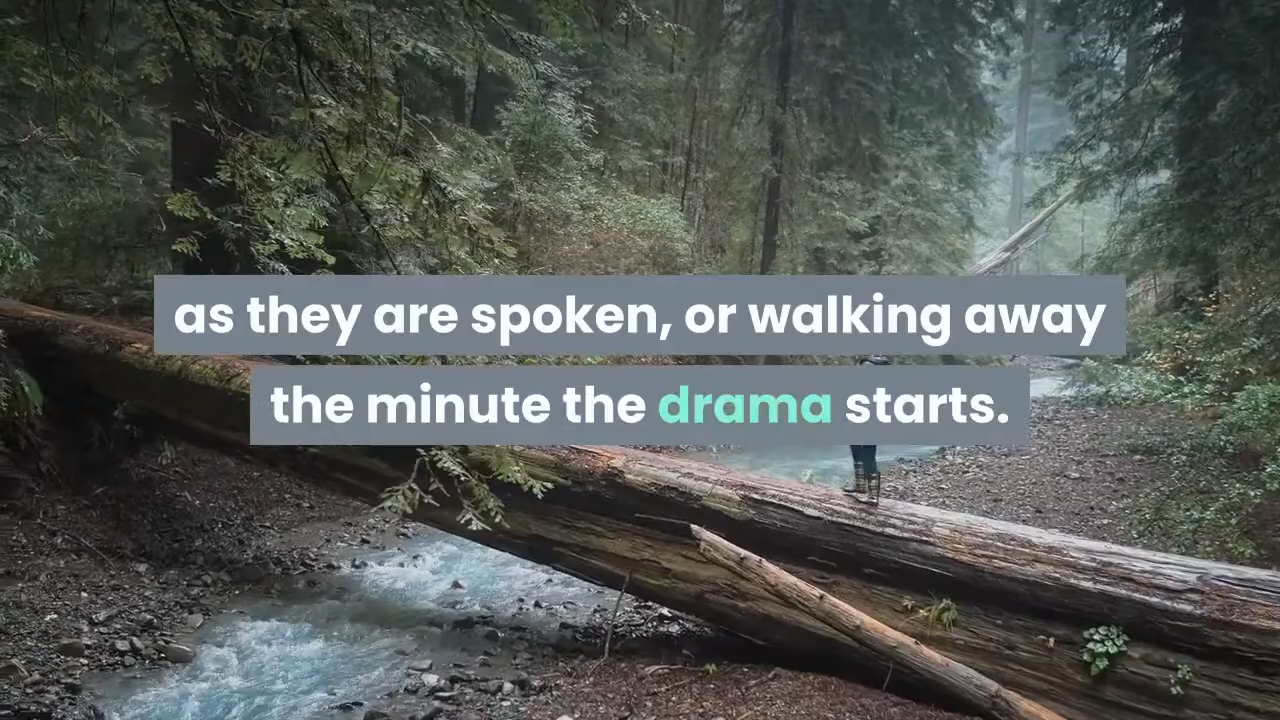 as they are spoken, or walking away
the minute the drama starts.